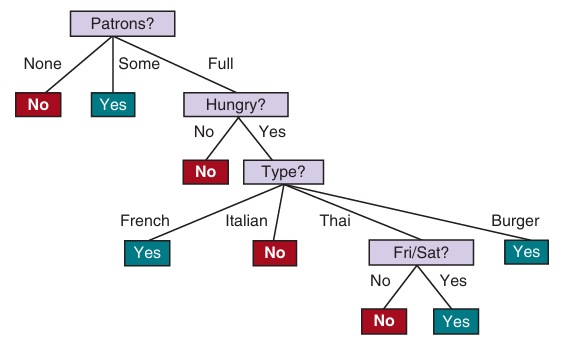 Patrons?
None Some Full
No Yes Hungry?
No Yes
No Type?
French Italian Thai Burger
Yes No Fri/Sat? Yes
No Yes
No Yes